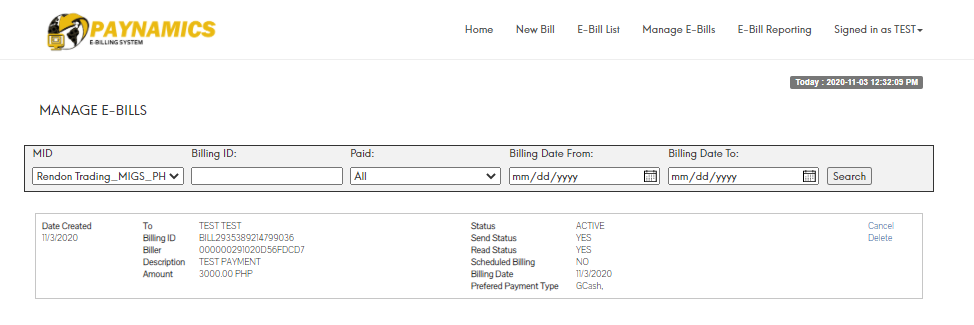 PAYNAMICS
E-BILLING SYSTEM
Home New Bill E-Bill List Manage E-Bills E-Bill Reporting Signed in as TEST
Today : 2020-11-03 12:32:09 PM
MANAGE E-BILLS
MID Billing ID: Paid: Billing Date From: Billing Date To:
Rendon Trading_MIGS_PH All mm/dd/yyyy mm/dd/yyyy Search
Date Created To TEST TEST Status ACTIVE Cancel
11/3/2020 Billing ID BILL2935389214799036 Send Status YES Delete
Biller 000000291020D56FDCD7 Read Status YES
Description TEST PAYMENT Scheduled Billing NO
Amount 3000.00 PHP Billing Date 11/3/2020
Prefered Payment Type GCash,